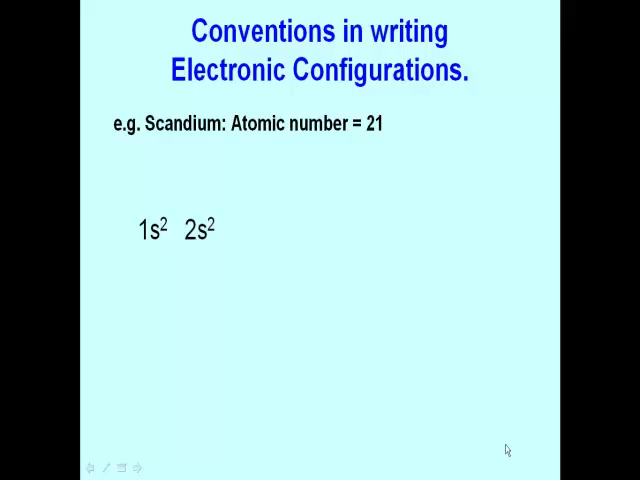 Conventions in writing
Electronic Configurations.
e.g. Scandium: Atomic number = 21
1s² 2s²